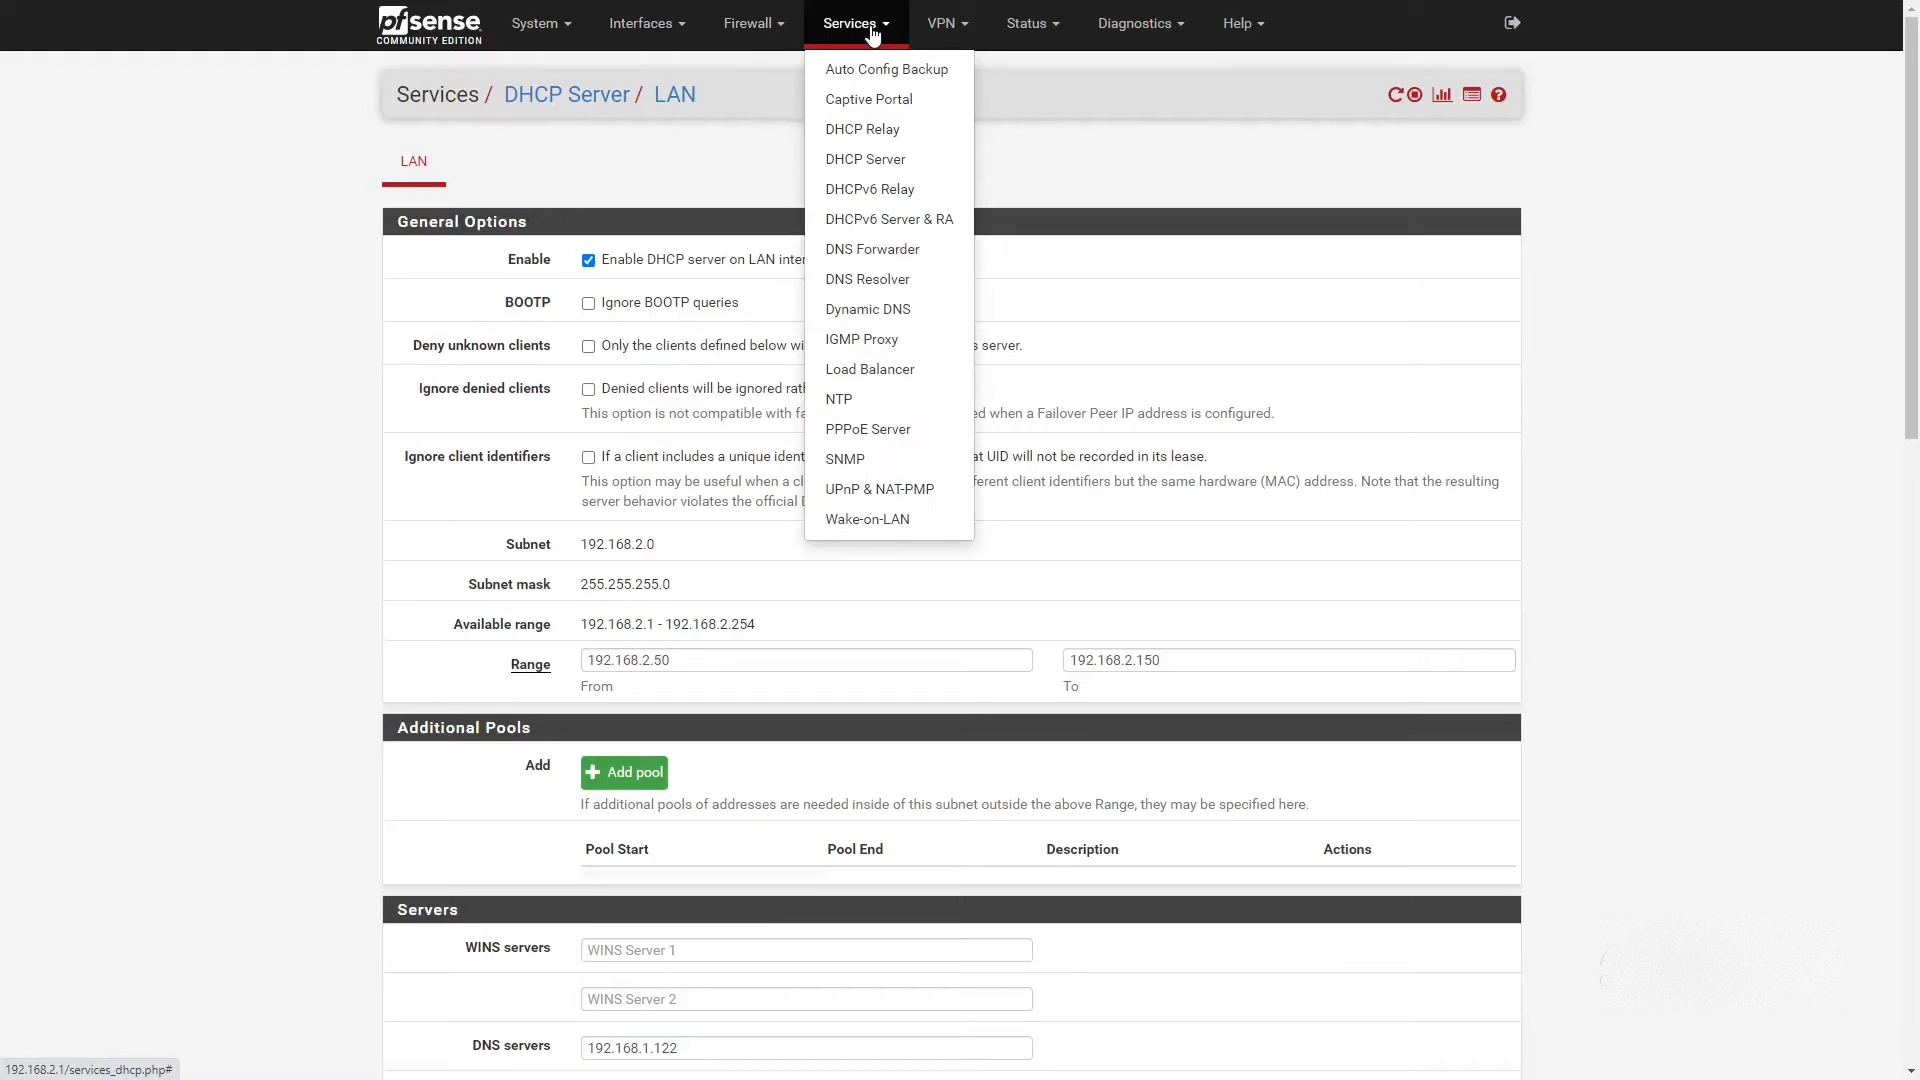 pfsense
COMMUNITY EDITION
System
Interfaces
Firewall
Services
VPN
Status
Diagnostics
Help
Auto Config Backup
Captive Portal
DHCP Relay
DHCP Server
DHCPv6 Relay
DHCPv6 Server & RA
DNS Forwarder
DNS Resolver
Dynamic DNS
IGMP Proxy
Load Balancer
NTP
PPPoE Server
SNMP
UPnP & NAT-PMP
Wake-on-LAN
Services / DHCP Server / LAN
LAN
General Options
Enable Enable DHCP server on LAN inter
BOOTP Ignore BOOTP queries
Deny unknown clients Only the clients defined below wi s server.
Ignore denied clients Denied clients will be ignored rat
This option is not compatible with fa ed when a Failover Peer IP address is configured.
Ignore client identifiers If a client includes a unique ident at UID will not be recorded in its lease.
This option may be useful when a cl erent client identifiers but the same hardware (MAC) address. Note that the resulting
server behavior violates the official
Subnet 192.168.2.0
Subnet mask 255.255.255.0
Available range 192.168.2.1 - 192.168.2.254
Range 192.168.2.50 192.168.2.150
From To
Additional Pools
Add Add pool
If additional pools of addresses are needed inside of this subnet outside the above Range, they may be specified here.
Pool Start Pool End Description Actions
Servers
WINS servers WINS Server 1
WINS Server 2
DNS servers 192.168.1.122
192.168.2.1/services_dhcp.php#